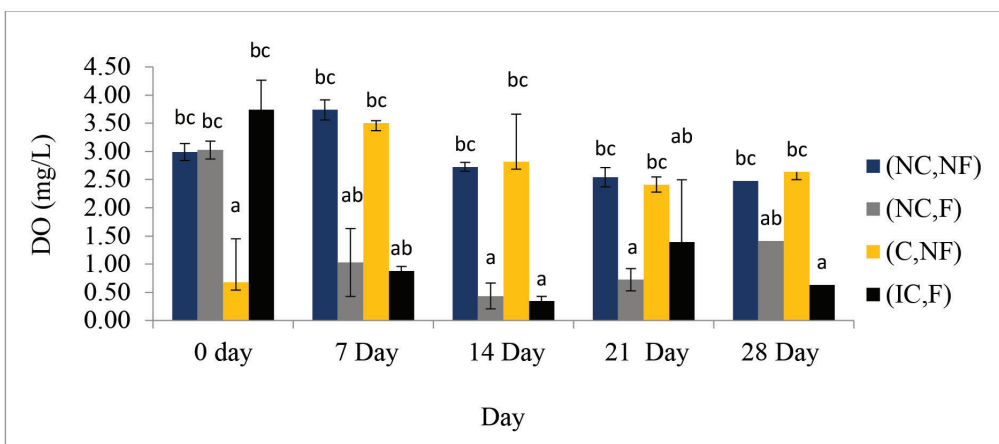 DO (mg/L)
4.50
4.00
3.50
3.00
2.50
2.00
1.50
1.00
0.50
0.00
bc bc a bc
bc ab bc ab
bc a bc a
bc a bc ab
bc ab bc a
0 day 7 Day 14 Day 21 Day 28 Day
Day
(NC,NF)
(NC,F)
(C,NF)
(IC,F)